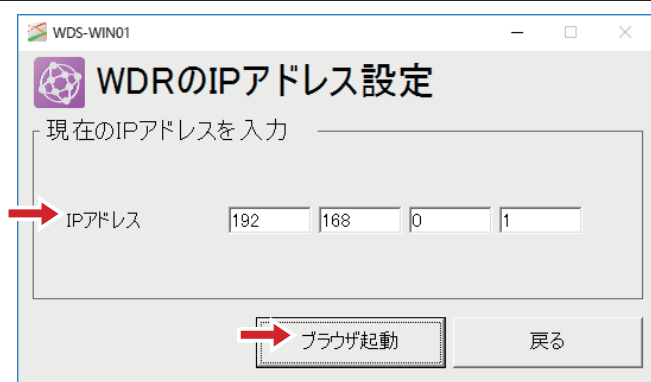 WDS-WIN01
WDRのIPアドレス設定
現在のIPアドレスを入力
IPアドレス 192 168 0 1
ブラウザ起動 戻る